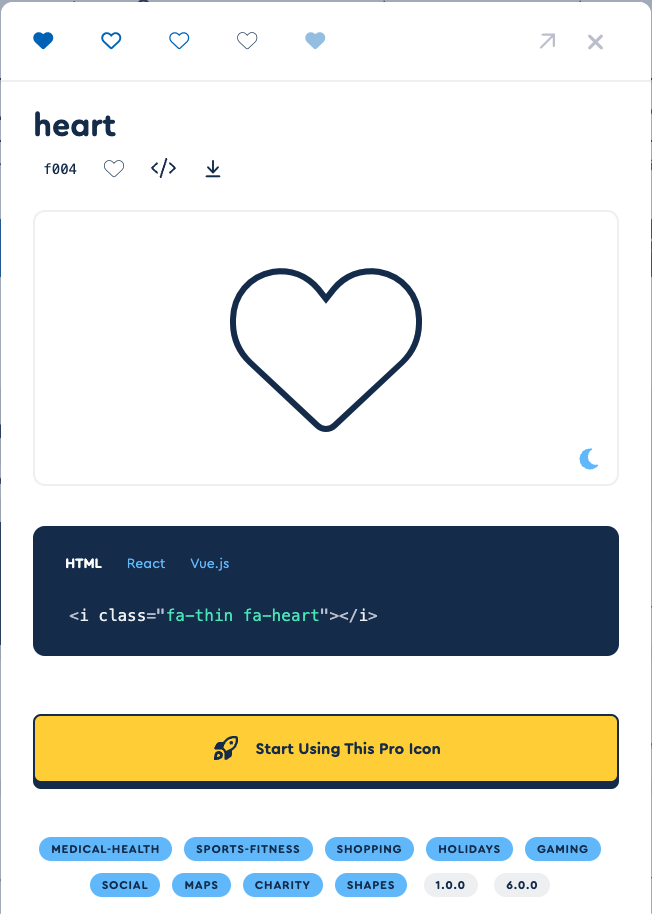 heart
f004
HTML React Vue.js
<i class="fa-thin fa-heart"></i>
Start Using This Pro Icon
MEDICAL-HEALTH SPORTS-FITNESS SHOPPING HOLIDAYS GAMING
SOCIAL MAPS CHARITY SHAPES 1.0.0 6.0.0